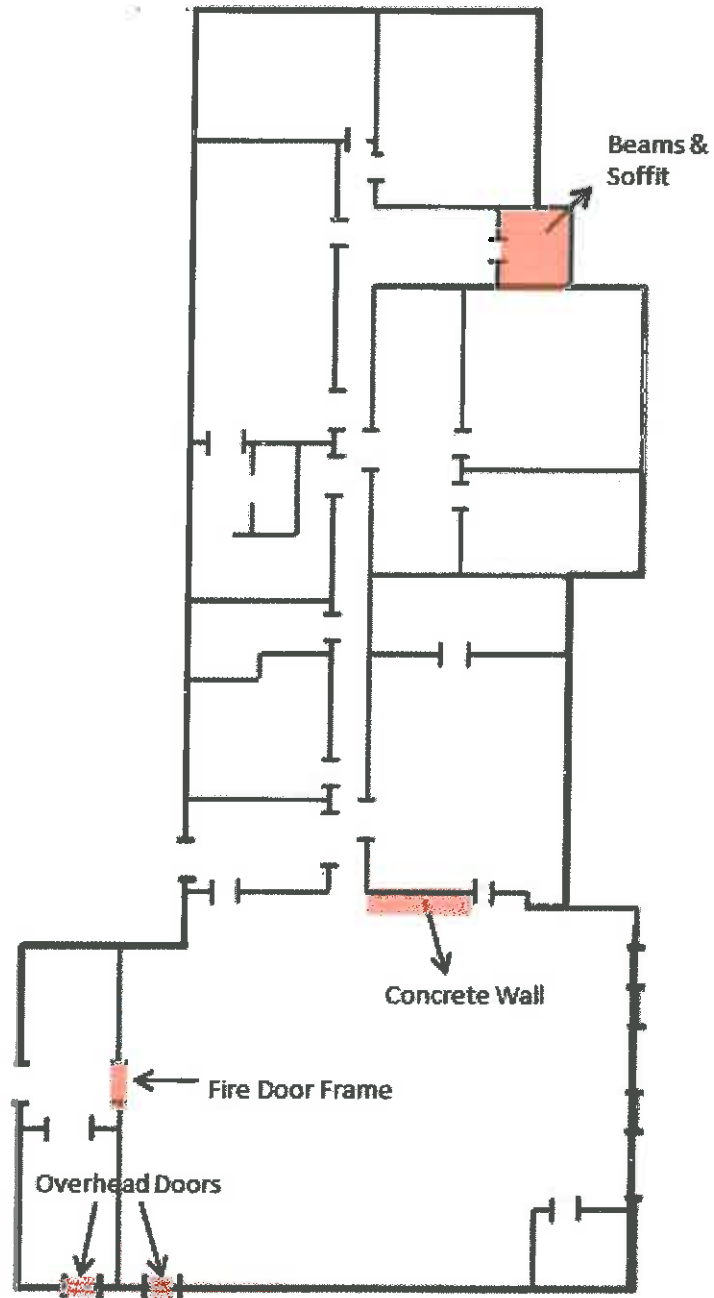 Beams &
Soffit
Concrete Wall
Fire Door Frame
Overhead Doors